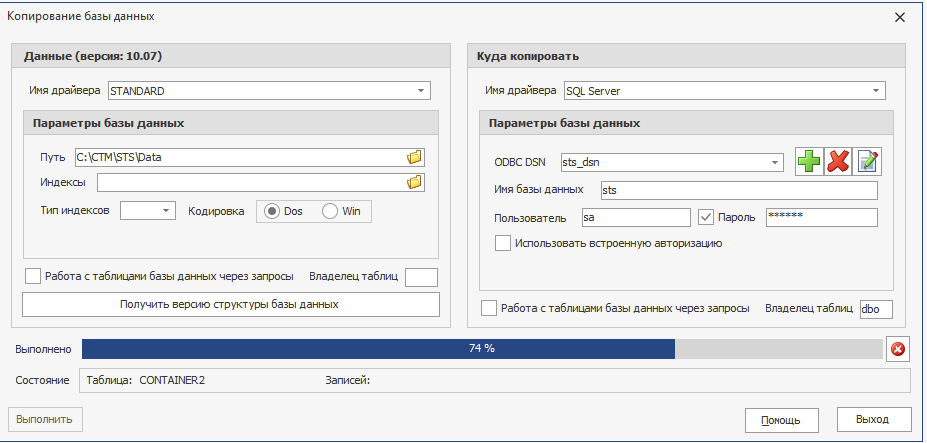 Копирование базы данных
Данные (версия: 10.07)
Имя драйвера STANDARD
Параметры базы данных
Путь C:\CTM\STS\Data
Индексы
Тип индексов Кодировка Dos Win
Работа с таблицами базы данных через запросы Владелец таблиц
Получить версию структуры базы данных
Куда копировать
Имя драйвера SQL Server
Параметры базы данных
ODBC DSN sts_dsn
Имя базы данных sts
Пользователь sa Пароль ******
Использовать встроенную авторизацию
Работа с таблицами базы данных через запросы Владелец таблиц dbo
Выполнено 74 %
Состояние Таблица: CONTAINER2 Записей:
Выполнить Помощь Выход